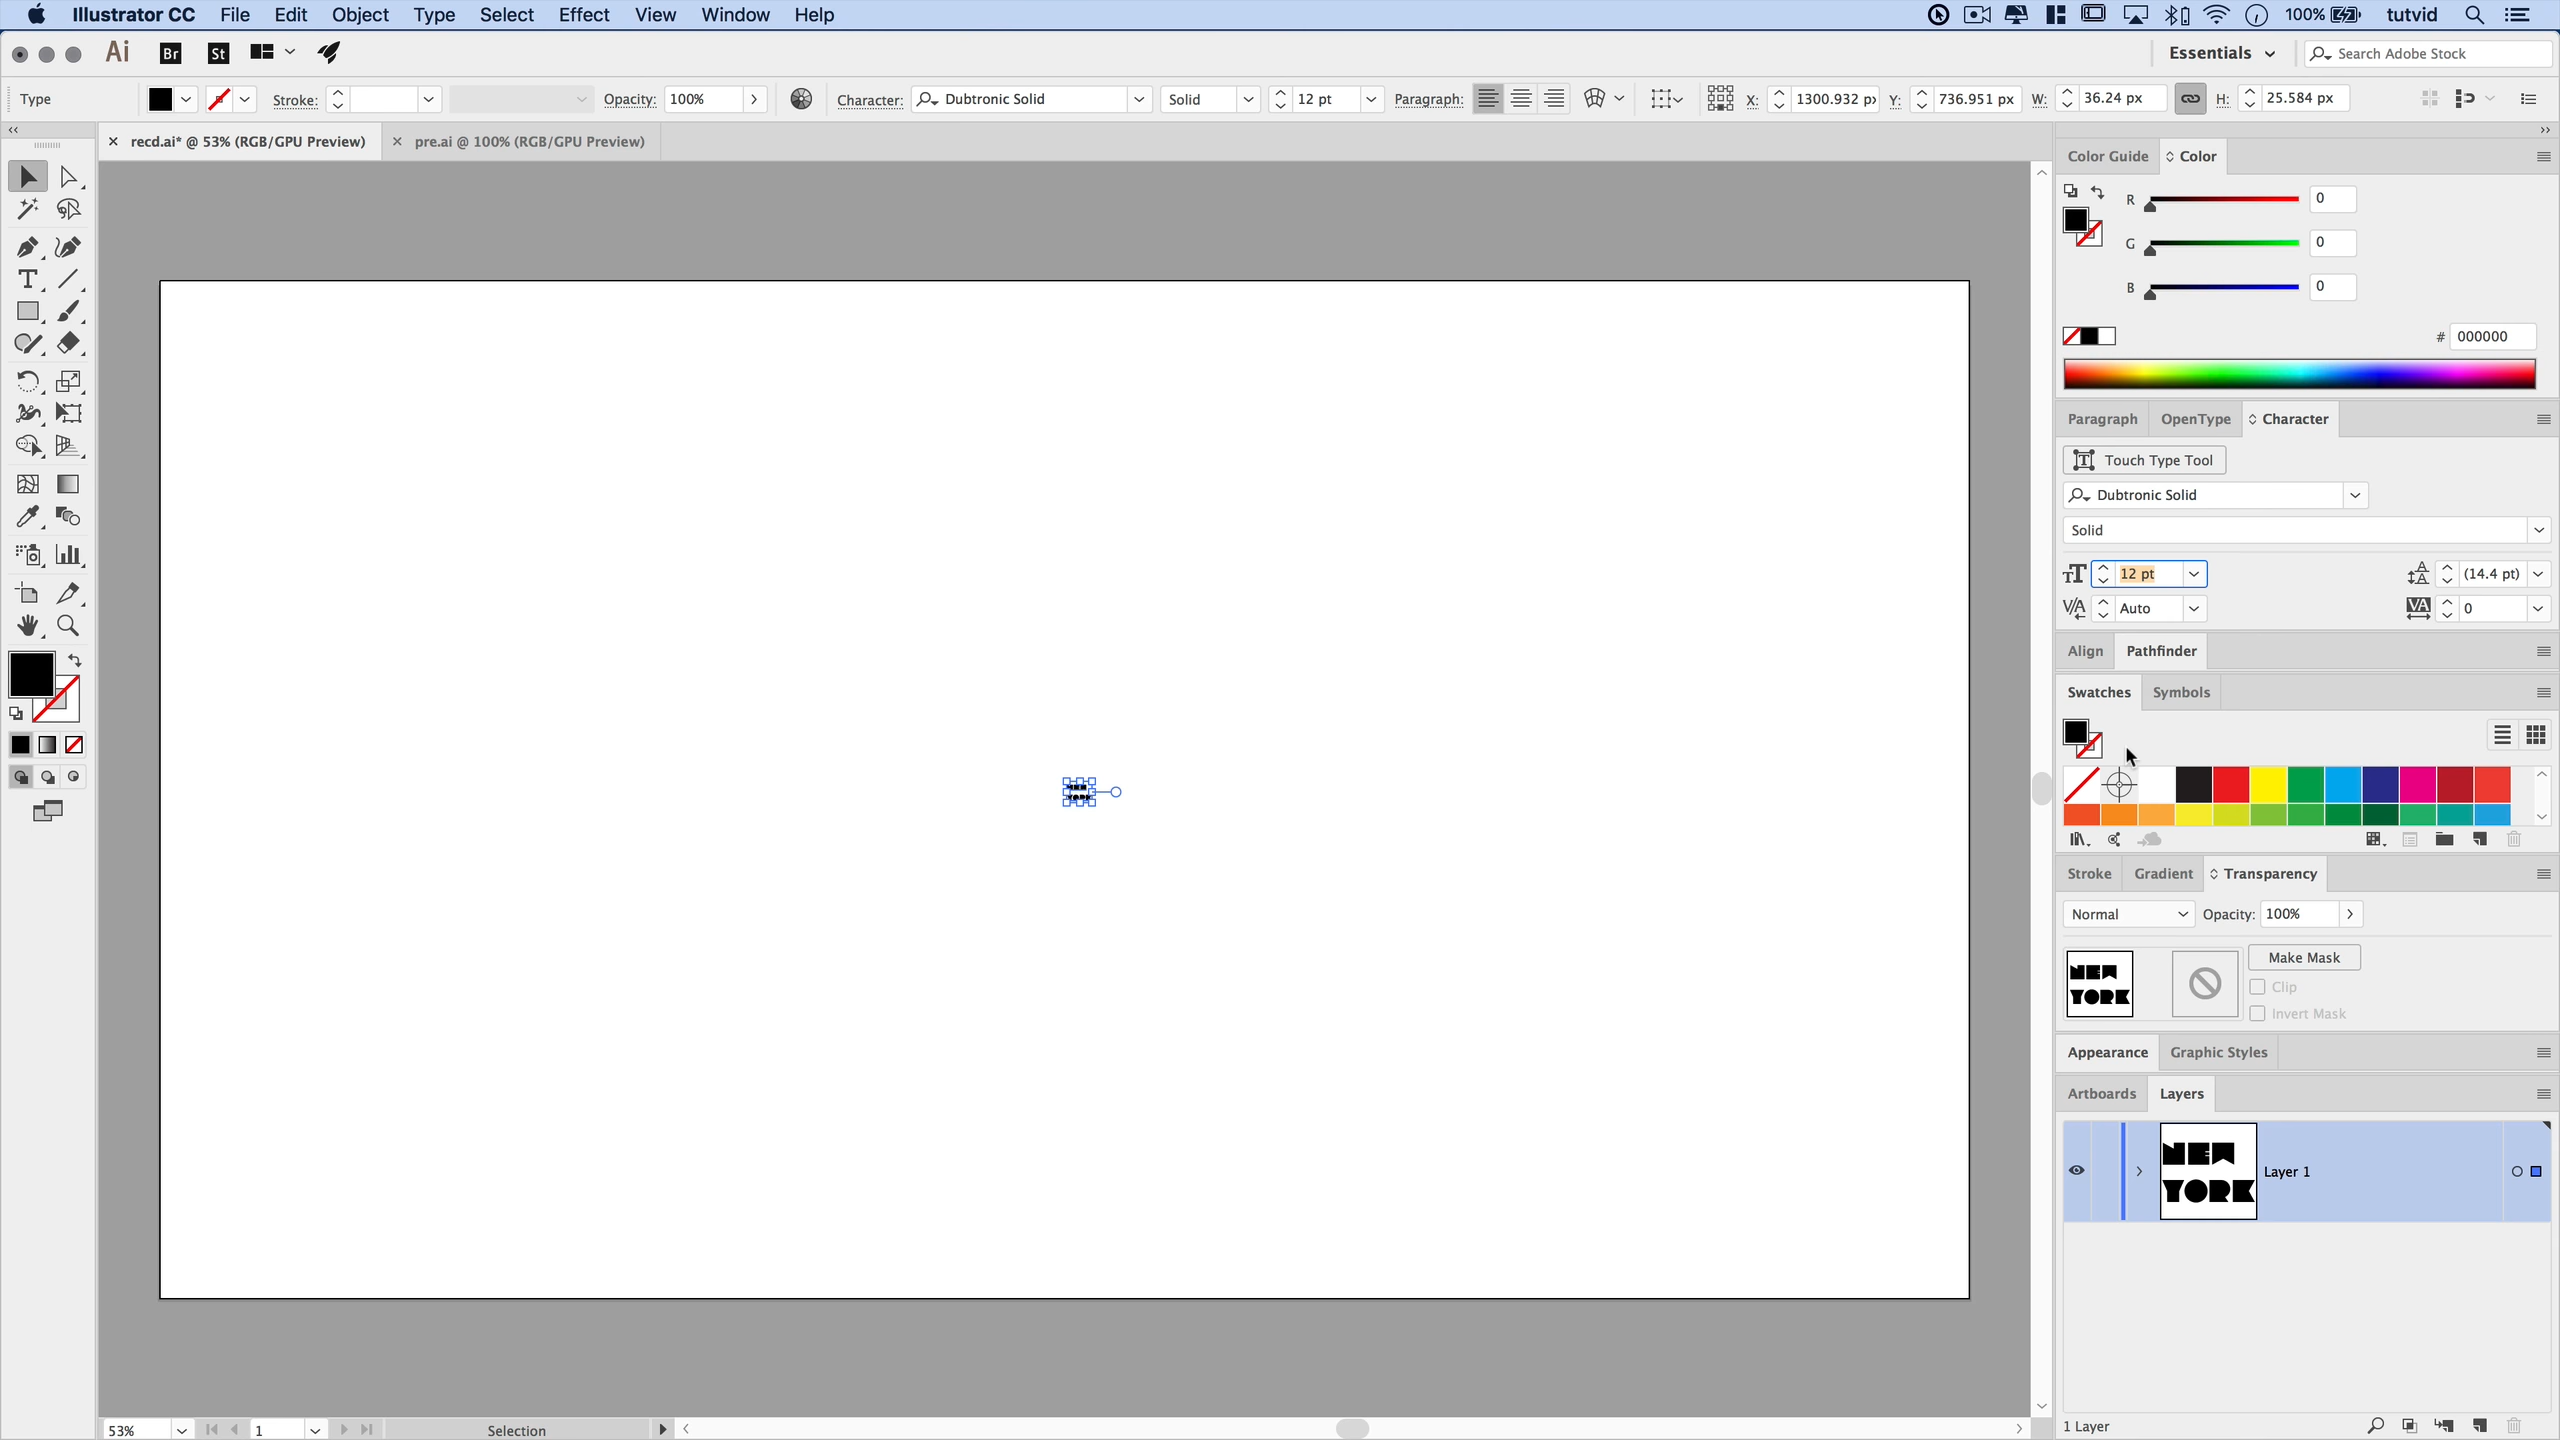 Illustrator CC File Edit Object Type Select Effect View Window Help 100% tutvid
Ai Br St Essentials Search Adobe Stock
Type Stroke: Opacity: 100% Character: Dubtronic Solid Solid 12 pt Paragraph: X: 1300.932 px Y: 736.951 px W: 36.24 px H: 25.584 px
recd.ai* @ 53% (RGB/GPU Preview) pre.ai @ 100% (RGB/GPU Preview)
Color Guide Color
R 0
G 0
B 0
# 000000
Paragraph OpenType Character
Touch Type Tool
Dubtronic Solid
Solid
12 pt (14.4 pt)
Auto 0
Align Pathfinder
Swatches Symbols
NEW
YORK
Stroke Gradient Transparency
Normal Opacity: 100%
NEW
YORK
Make Mask
Clip
Invert Mask
Appearance Graphic Styles
Artboards Layers
NEW
YORK
Layer 1
1 Layer
53% 1 Selection